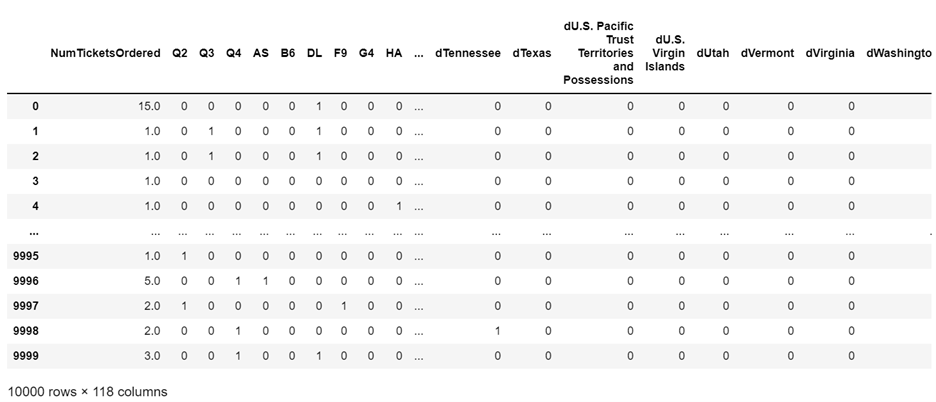 NumTicketsOrdered Q2 Q3 Q4 AS B6 DL F9 G4 HA ... dTennessee dTexas dU.S. Pacific Trust Territories and Possessions dU.S. Virgin Islands dUtah dVermont dVirginia dWashingto
0 15.0 0 0 0 0 0 1 0 0 0 ... 0 0 0 0 0 0 0
1 1.0 0 1 0 0 0 1 0 0 0 ... 0 0 0 0 0 0 0
2 1.0 0 1 0 0 0 1 0 0 0 ... 0 0 0 0 0 0 0
3 1.0 0 0 0 0 0 0 0 0 0 ... 0 0 0 0 0 0 0
4 1.0 0 0 0 0 0 0 0 0 1 ... 0 0 0 0 0 0 0
... ... ... ... ... ... ... ... ... ... ... ... ... ... ... ... ... ... ...
9995 1.0 1 0 0 0 0 0 0 0 0 ... 0 0 0 0 0 0 0
9996 5.0 0 0 1 1 0 0 0 0 0 ... 0 0 0 0 0 0 0
9997 2.0 1 0 0 0 0 0 1 0 0 ... 0 0 0 0 0 0 0
9998 2.0 0 0 1 0 0 0 0 0 0 ... 1 0 0 0 0 0 0
9999 3.0 0 0 1 0 0 1 0 0 0 ... 0 0 0 0 0 0 0
10000 rows × 118 columns